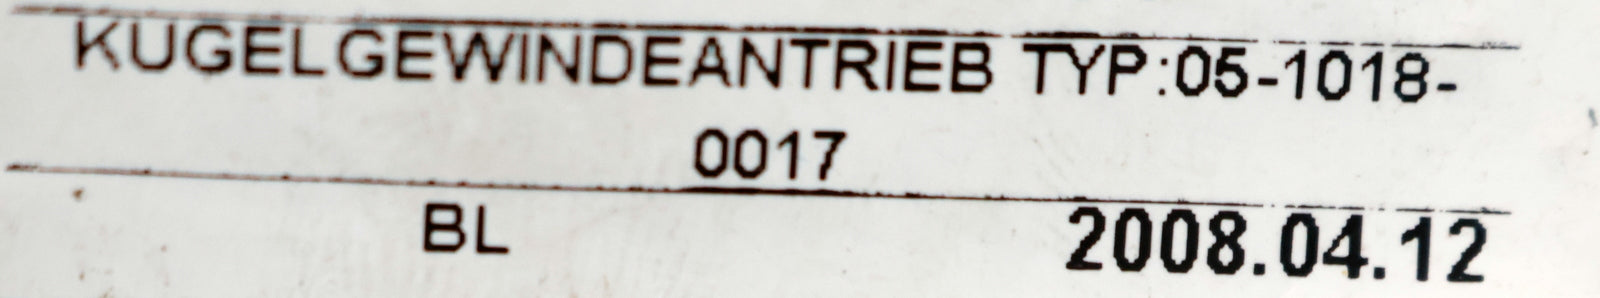 KUGELGEWINDEANTRIEB TYP:05-1018-
0017
BL 2008.04.12